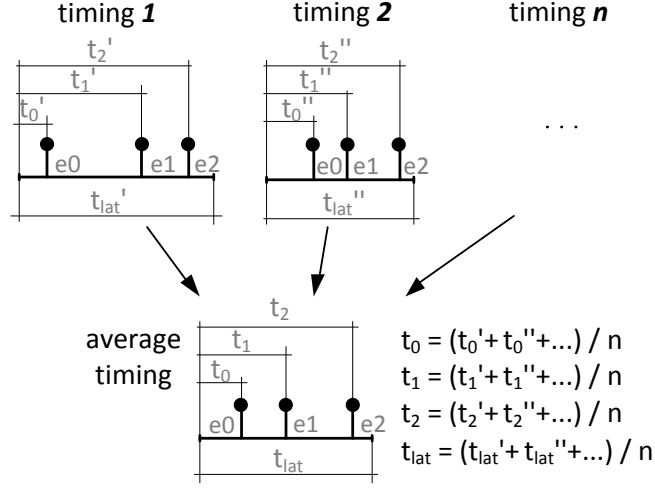 timing 1
t2'
t1'
t0'
e0 e1 e2
tlat'
timing 2
t2''
t1''
t0''
e0 e1 e2
tlat''
timing n
. . .
average
timing
t2
t1
t0
e0 e1 e2
tlat
t0 = (t0'+ t0''+...) / n
t1 = (t1'+ t1''+...) / n
t2 = (t2'+ t2''+...) / n
tlat = (tlat'+ tlat''+...) / n